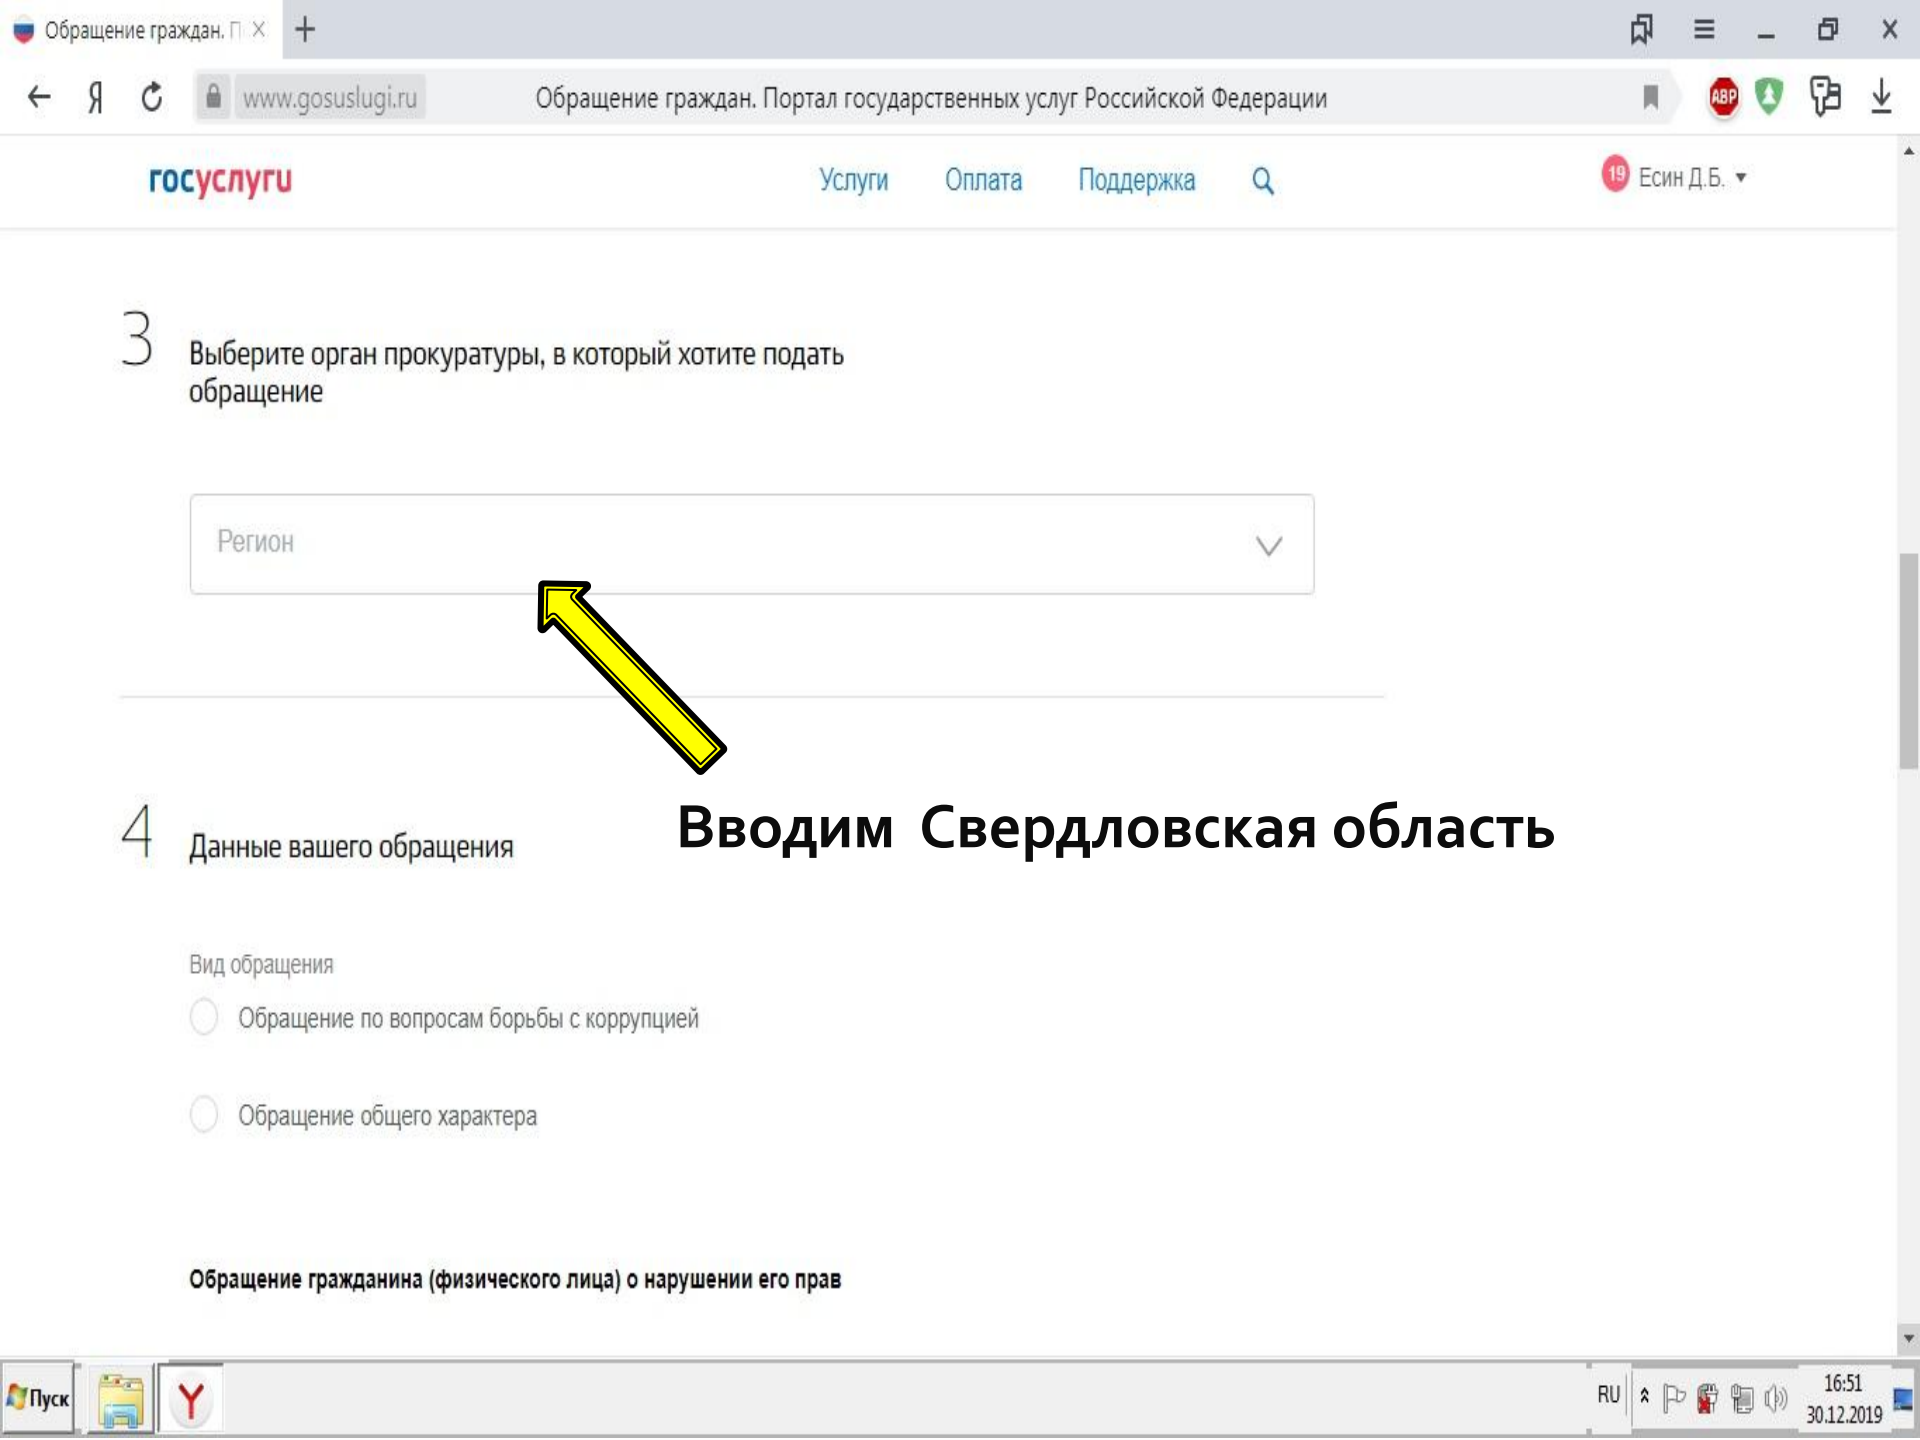 Обращение граждан. П
www.gosuslugi.ru
Обращение граждан. Портал государственных услуг Российской Федерации
ABP
госуслуги
Услуги Оплата Поддержка
19 Есин Д.Б.
3
Выберите орган прокуратуры, в который хотите подать
обращение
Регион
Вводим Свердловская область
4
Данные вашего обращения
Вид обращения
Обращение по вопросам борьбы с коррупцией
Обращение общего характера
Обращение гражданина (физического лица) о нарушении его прав
Пуск
RU
16:51
30.12.2019